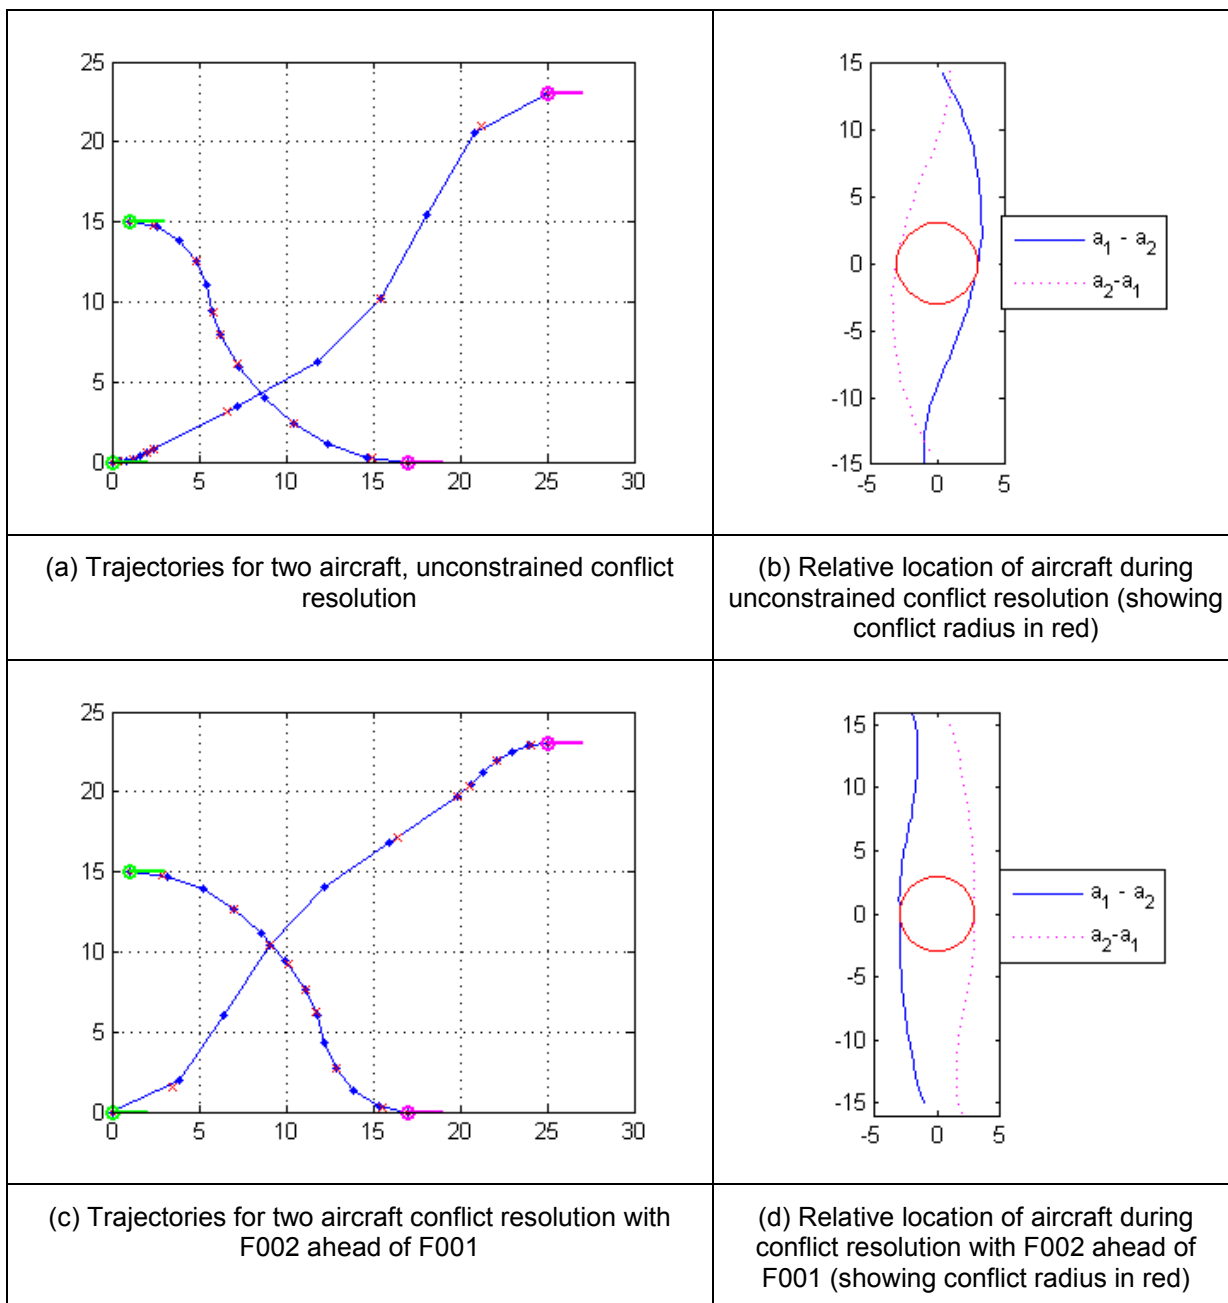 25
20
15
10
5
0
0 5 10 15 20 25 30
15
10
5
0
-5
-10
-15
-5 0 5
a1 - a2
a2-a1
(a) Trajectories for two aircraft, unconstrained conflict
resolution
(b) Relative location of aircraft during
unconstrained conflict resolution (showing
conflict radius in red)
25
20
15
10
5
0
0 5 10 15 20 25 30
15
10
5
0
-5
-10
-15
-5 0 5
a1 - a2
a2-a1
(c) Trajectories for two aircraft conflict resolution with
F002 ahead of F001
(d) Relative location of aircraft during
conflict resolution with F002 ahead of
F001 (showing conflict radius in red)